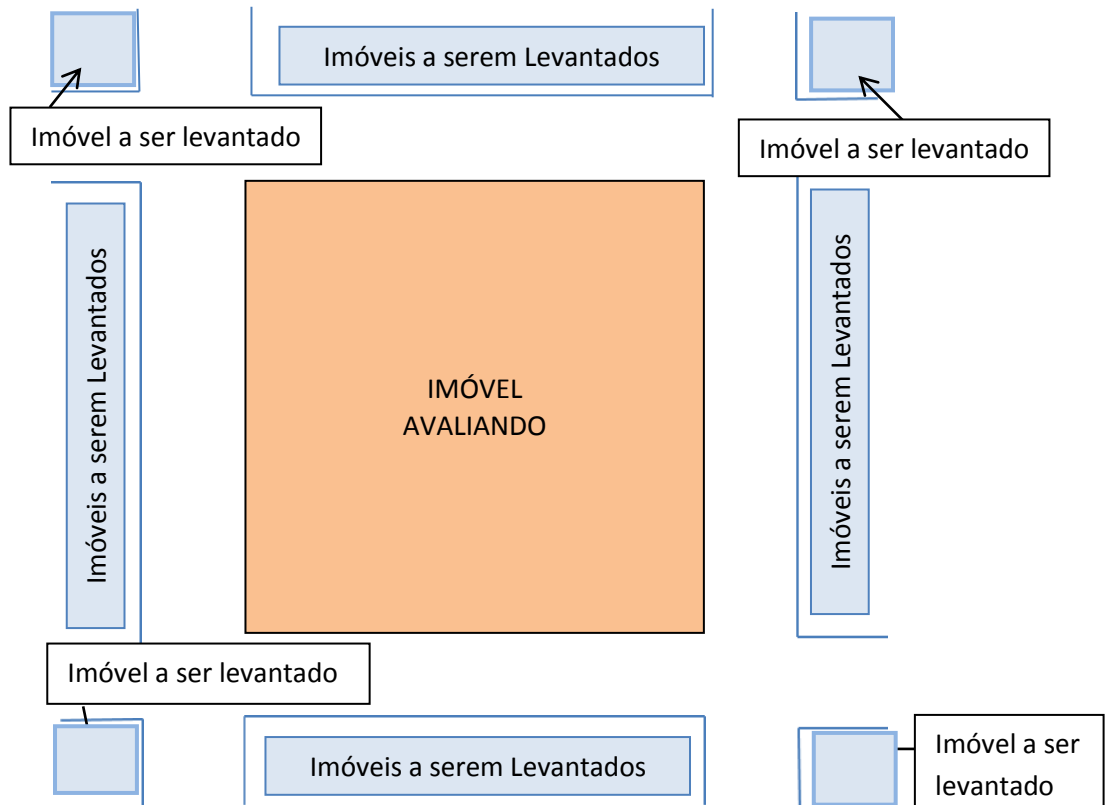 Imóveis a serem Levantados
Imóvel a ser levantado
Imóvel a ser levantado
Imóveis a serem Levantados
IMÓVEL
AVALIANDO
Imóveis a serem Levantados
Imóvel a ser levantado
Imóveis a serem Levantados
Imóvel a ser
levantado